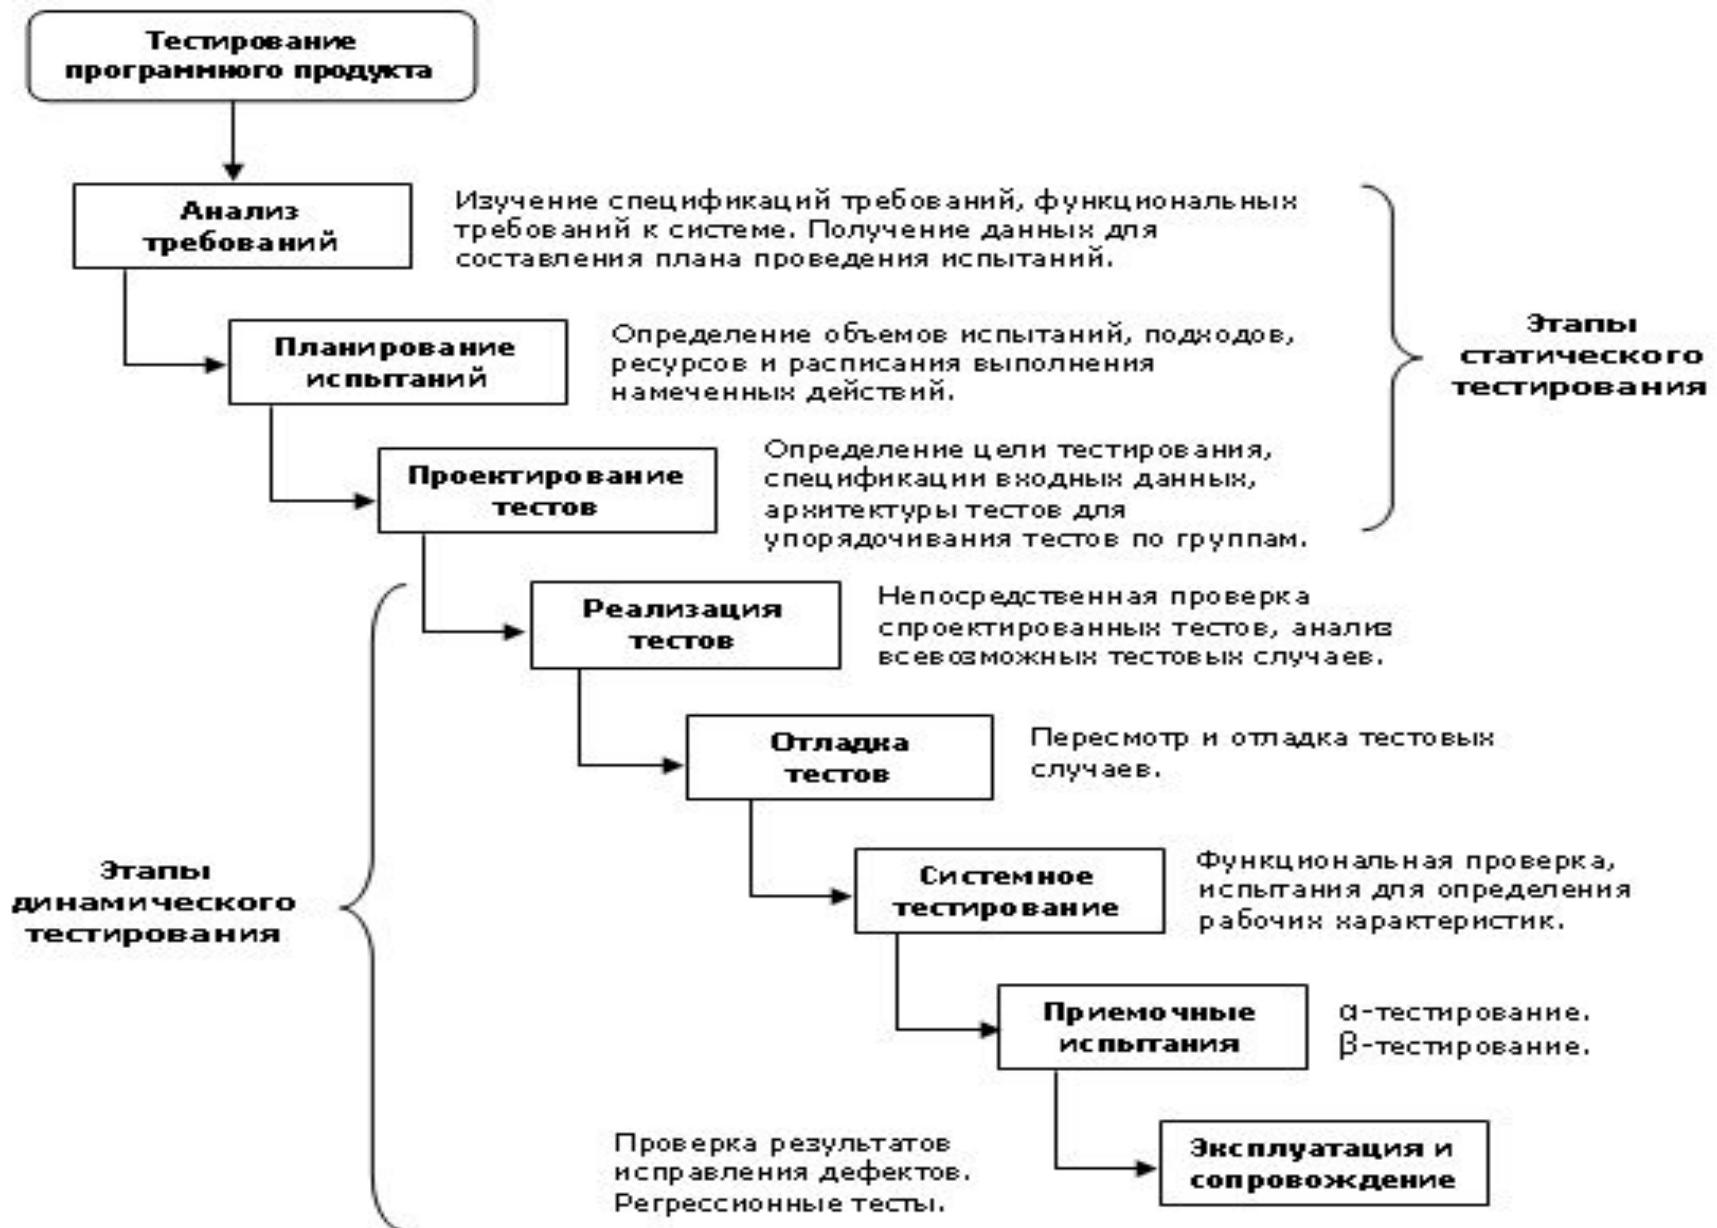 Тестирование
программного продукта
Анализ
требований
Изучение спецификаций требований, функциональных
требований к системе. Получение данных для
составления плана проведения испытаний.
Планирование
испытаний
Определение объемов испытаний, подходов,
ресурсов и расписания выполнения
намеченных действий.
Этапы
статического
тестирования
Проектирование
тестов
Определение цели тестирования,
спецификации входных данных,
архитектуры тестов для
упорядочивания тестов по группам.
Реализация
тестов
Непосредственная проверка
спроектированных тестов, анализ
всевозможных тестовых случаев.
Отладка
тестов
Пересмотр и отладка тестовых
случаев.
Этапы
динамического
тестирования
Системное
тестирование
Функциональная проверка,
испытания для определения
рабочих характеристик.
Приемочные
испытания
α-тестирование.
β-тестирование.
Проверка результатов
исправления дефектов.
Регрессионные тесты.
Эксплуатация и
сопровождение